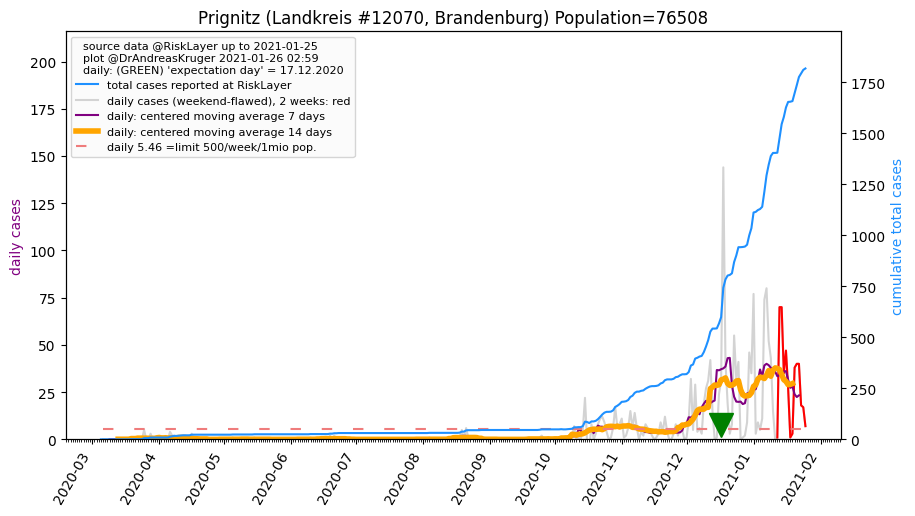 Prignitz (Landkreis #12070, Brandenburg) Population=76508
source data @RiskLayer up to 2021-01-25
plot @DrAndreasKruger 2021-01-26 02:59
daily: (GREEN) 'expectation day' = 17.12.2020
total cases reported at RiskLayer
daily cases (weekend-flawed), 2 weeks: red
daily: centered moving average 7 days
daily: centered moving average 14 days
daily 5.46 =limit 500/week/1mio pop.
daily cases
200
175
150
125
100
75
50
25
0
cumulative total cases
1750
1500
1250
1000
750
500
250
0
2020-03
2020-04
2020-05
2020-06
2020-07
2020-08
2020-09
2020-10
2020-11
2020-12
2021-01
2021-02